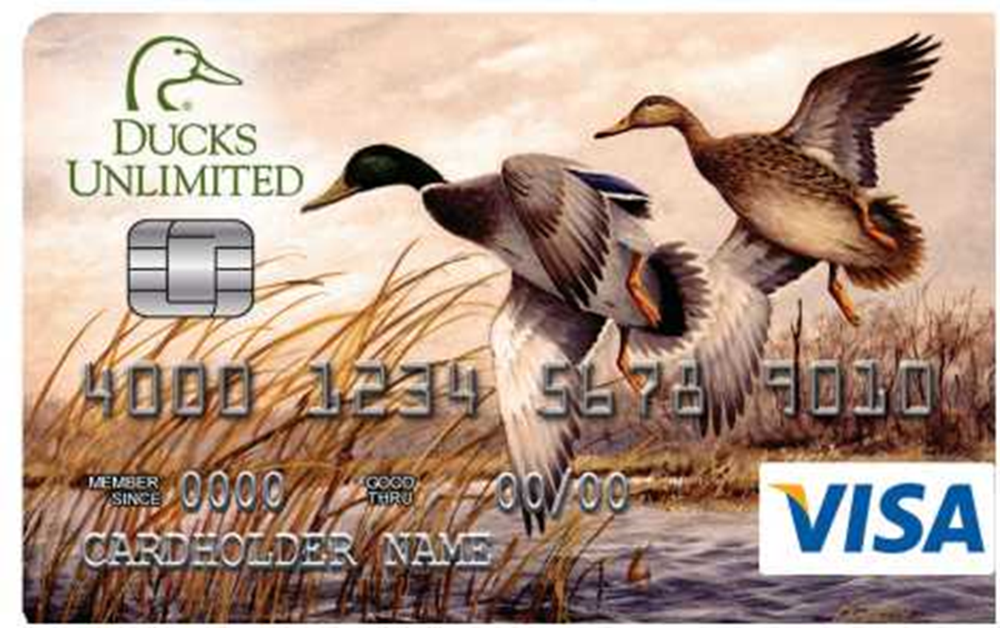 DUCKS
UNLIMITED
4000 1234 5678 9010
MEMBER SINCE 0000 GOOD THRU 00/00
CARDHOLDER NAME
VISA